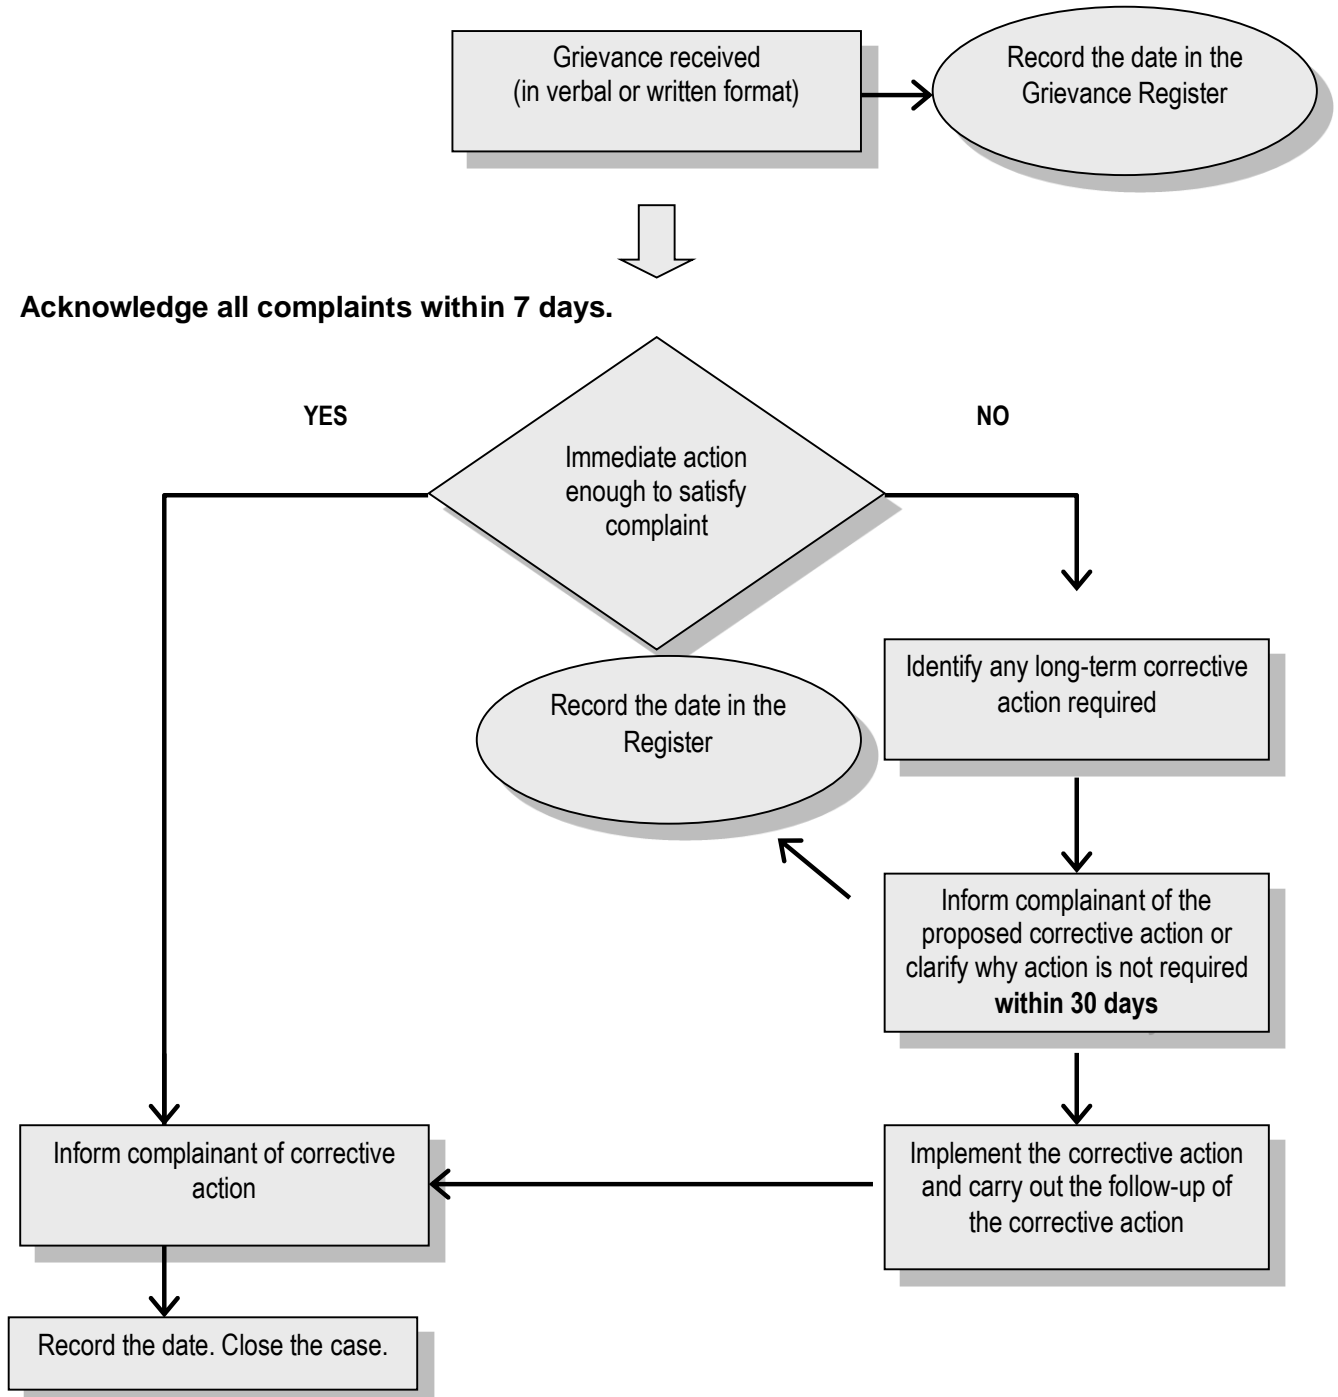 Grievance received
(in verbal or written format)
Record the date in the
Grievance Register
Acknowledge all complaints within 7 days.
YES
NO
Immediate action
enough to satisfy
complaint
Identify any long-term corrective
action required
Record the date in the
Register
Inform complainant of the
proposed corrective action or
clarify why action is not required
within 30 days
Inform complainant of corrective
action
Implement the corrective action
and carry out the follow-up of
the corrective action
Record the date. Close the case.